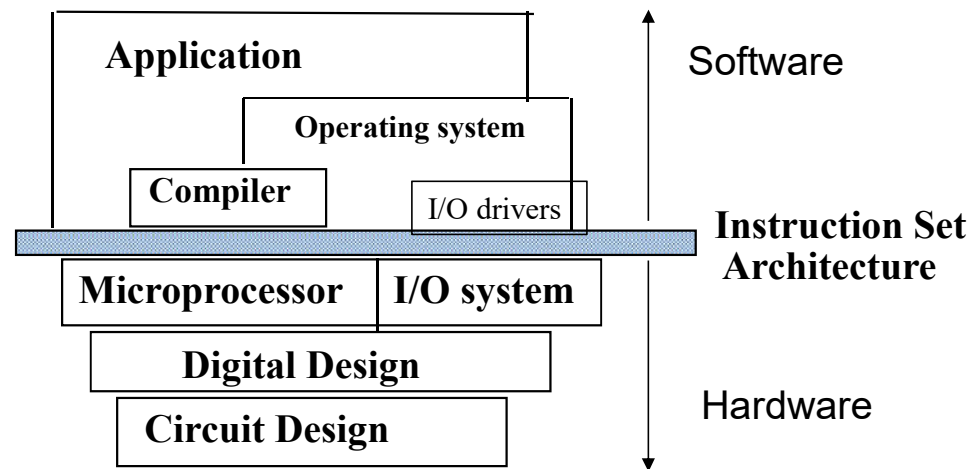 Application
Software
Operating system
Compiler
I/O drivers
Instruction Set
Architecture
Microprocessor
I/O system
Digital Design
Hardware
Circuit Design